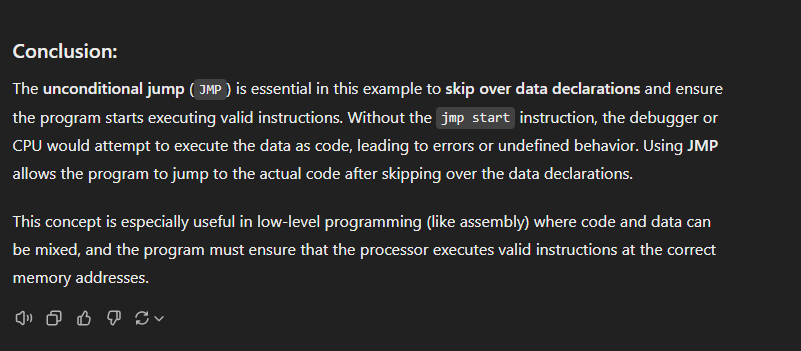 Conclusion:
The unconditional jump (JMP) is essential in this example to skip over data declarations and ensure
the program starts executing valid instructions. Without the jmp start instruction, the debugger or
CPU would attempt to execute the data as code, leading to errors or undefined behavior. Using JMP
allows the program to jump to the actual code after skipping over the data declarations.
This concept is especially useful in low-level programming (like assembly) where code and data can
be mixed, and the program must ensure that the processor executes valid instructions at the correct
memory addresses.